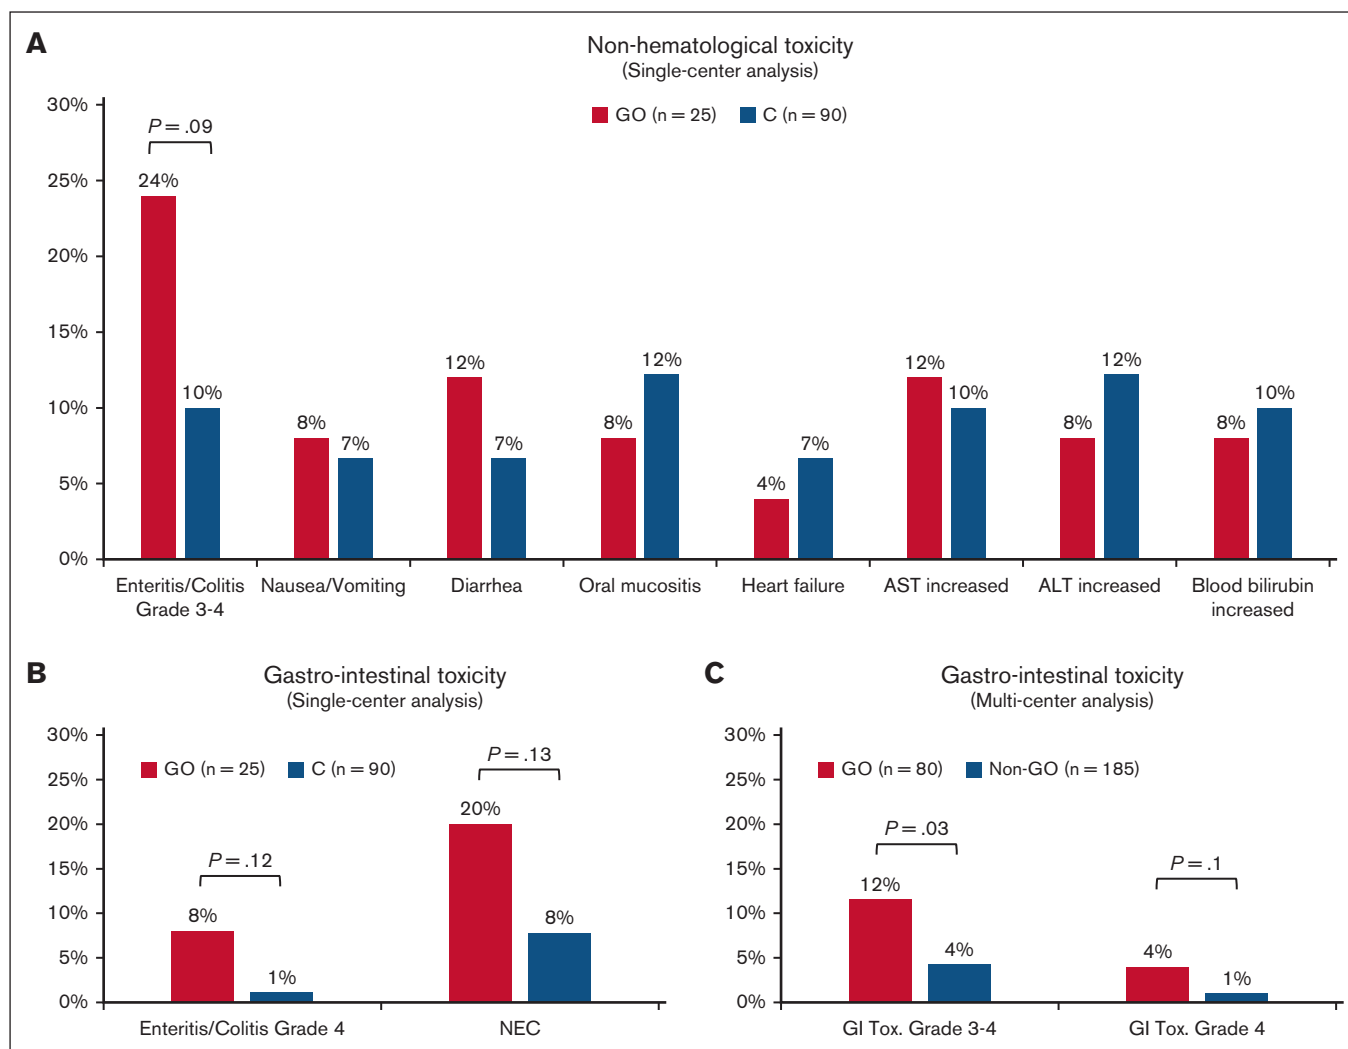 A
Non-hematological toxicity
(Single-center analysis)
GO (n = 25) C (n = 90)
30%
25%
20%
15%
10%
5%
0%
P = .09
24%
10%
8%
7%
12%
7%
8%
12%
4%
7%
12%
10%
8%
12%
8%
10%
Enteritis/Colitis
Grade 3-4
Nausea/Vomiting
Diarrhea
Oral mucositis
Heart failure
AST increased
ALT increased
Blood bilirubin
increased
B
Gastro-intestinal toxicity
(Single-center analysis)
GO (n = 25) C (n = 90)
30%
25%
20%
15%
10%
5%
0%
P = .12
8%
1%
P = .13
20%
8%
Enteritis/Colitis Grade 4
NEC
C
Gastro-intestinal toxicity
(Multi-center analysis)
GO (n = 80) Non-GO (n = 185)
30%
25%
20%
15%
10%
5%
0%
P = .03
12%
4%
P = .1
4%
1%
GI Tox. Grade 3-4
GI Tox. Grade 4